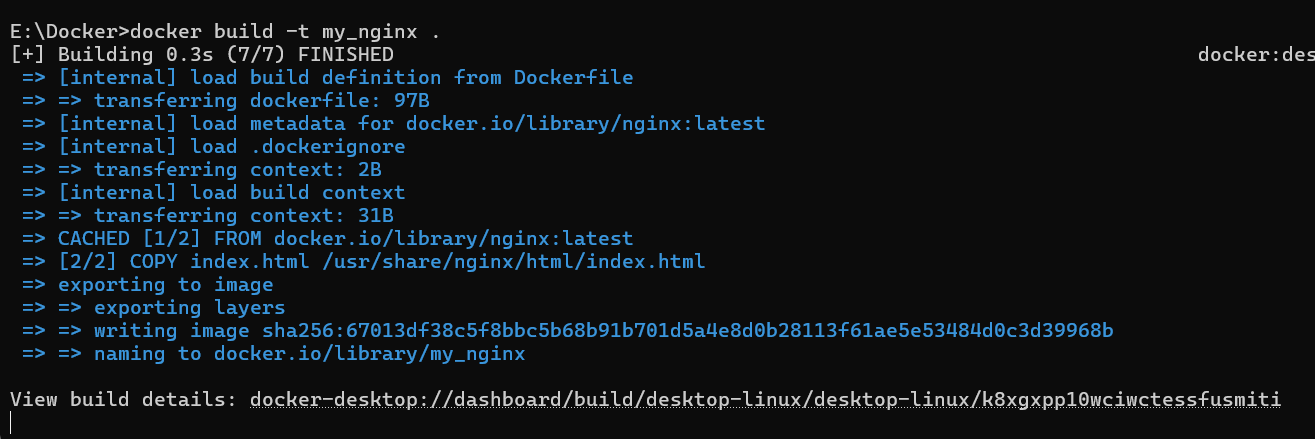 E:\Docker>docker build -t my_nginx .
[+] Building 0.3s (7/7) FINISHED docker:des
=> [internal] load build definition from Dockerfile
=> => transferring dockerfile: 97B
=> [internal] load metadata for docker.io/library/nginx:latest
=> [internal] load .dockerignore
=> => transferring context: 2B
=> [internal] load build context
=> => transferring context: 31B
=> CACHED [1/2] FROM docker.io/library/nginx:latest
=> [2/2] COPY index.html /usr/share/nginx/html/index.html
=> exporting to image
=> => exporting layers
=> => writing image sha256:67013df38c5f8bbc5b68b91b701d5a4e8d0b28113f61ae5e53484d0c3d39968b
=> => naming to docker.io/library/my_nginx
View build details: docker-desktop://dashboard/build/desktop-linux/desktop-linux/k8xgxpp10wciwctessfusmiti